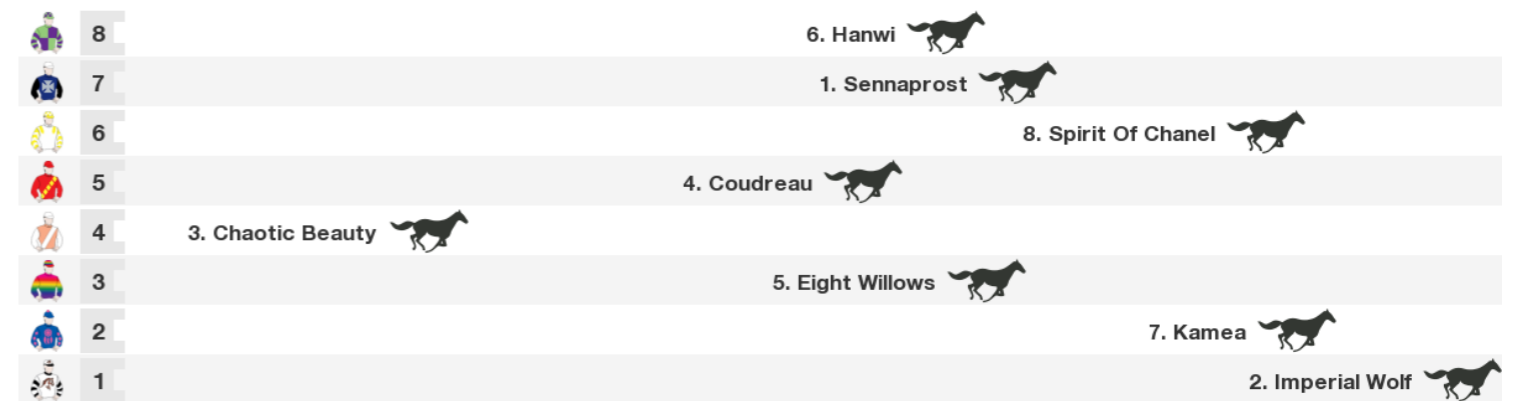 8 6. Hanwi
7 1. Sennaprost
6 8. Spirit Of Chanel
5 4. Coudreau
4 3. Chaotic Beauty
3 5. Eight Willows
2 7. Kamea
1 2. Imperial Wolf